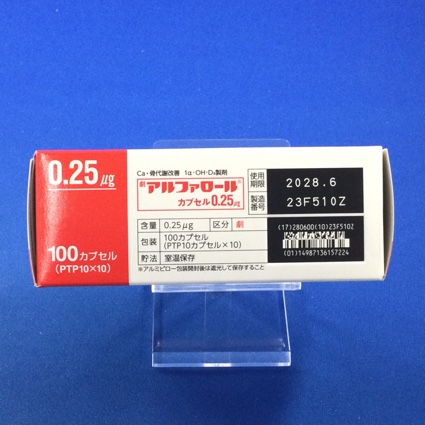 0.25μg
100カプセル
(PTP10×10)
Ca・骨代謝改善 1α-OH-D₃製剤
劇 アルファロール®
カプセル0.25μg
含量 0.25μg 区分 劇
包装 100カプセル
(PTP10カプセル×10)
貯法 室温保存
※アルミピロー包装開封後は遮光して保存すること
使用
期限 2028.6
製造
番号 23F510Z
(17)280600(10)23F510Z
(01)14987136157224